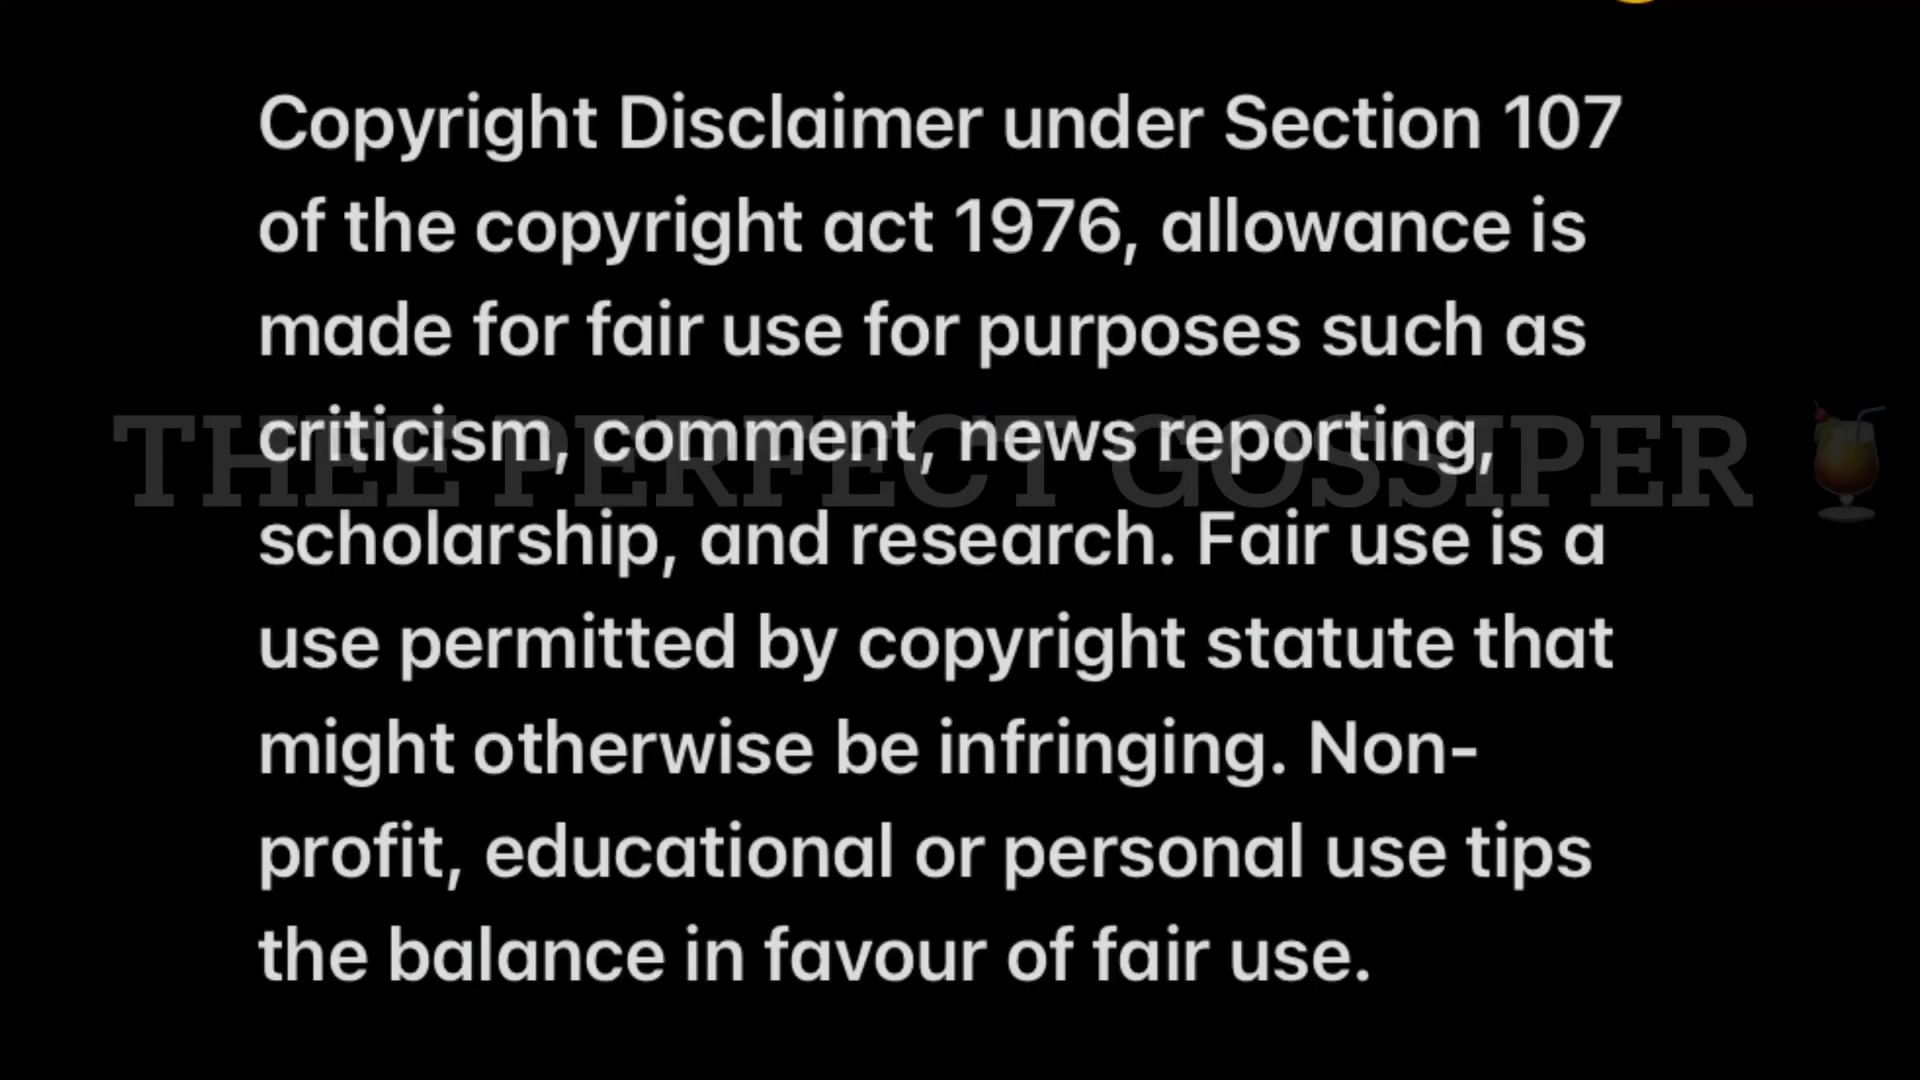 Copyright Disclaimer under Section 107
of the copyright act 1976, allowance is
made for fair use for purposes such as
criticism, comment, news reporting,
THEE PERFECT GOSSIPER
scholarship, and research. Fair use is a
use permitted by copyright statute that
might otherwise be infringing. Non-
profit, educational or personal use tips
the balance in favour of fair use.